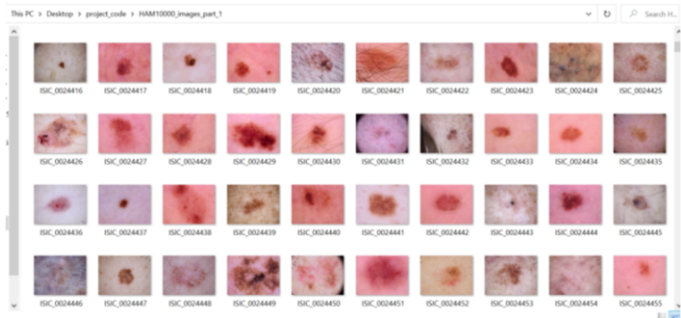 This PC > Desktop > project_code > HAM10000_images_part_1
Search H...
ISIC_0024416 ISIC_0024417 ISIC_0024418 ISIC_0024419 ISIC_0024420 ISIC_0024421 ISIC_0024422 ISIC_0024423 ISIC_0024424 ISIC_0024425
ISIC_0024426 ISIC_0024427 ISIC_0024428 ISIC_0024429 ISIC_0024430 ISIC_0024431 ISIC_0024432 ISIC_0024433 ISIC_0024434 ISIC_0024435
ISIC_0024436 ISIC_0024437 ISIC_0024438 ISIC_0024439 ISIC_0024440 ISIC_0024441 ISIC_0024442 ISIC_0024443 ISIC_0024444 ISIC_0024445
ISIC_0024446 ISIC_0024447 ISIC_0024448 ISIC_0024449 ISIC_0024450 ISIC_0024451 ISIC_0024452 ISIC_0024453 ISIC_0024454 ISIC_0024455